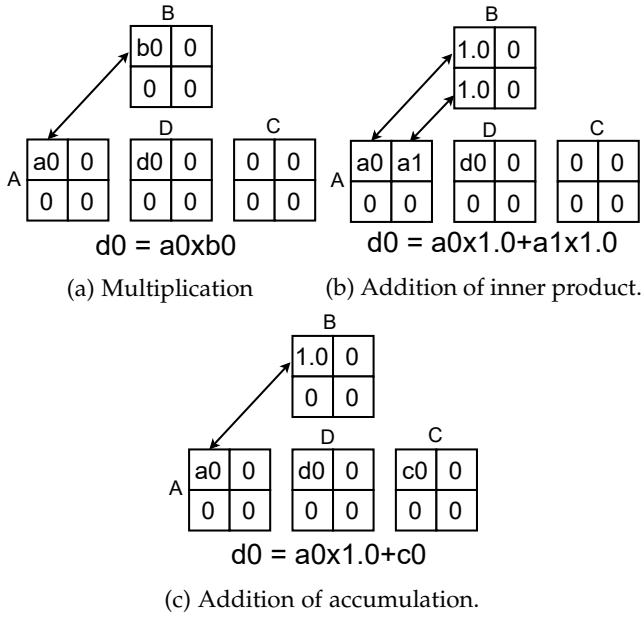 B
b0 0
0 0
D
C
A
a0 0
d0 0
0 0
0 0
0 0
0 0
d0 = a0xb0
(a) Multiplication
B
1.0 0
1.0 0
D
C
A
a0 a1
d0 0
0 0
0 0
0 0
0 0
d0 = a0x1.0+a1x1.0
(b) Addition of inner product.
B
1.0 0
0 0
D
C
A
a0 0
d0 0
c0 0
0 0
0 0
0 0
d0 = a0x1.0+c0
(c) Addition of accumulation.